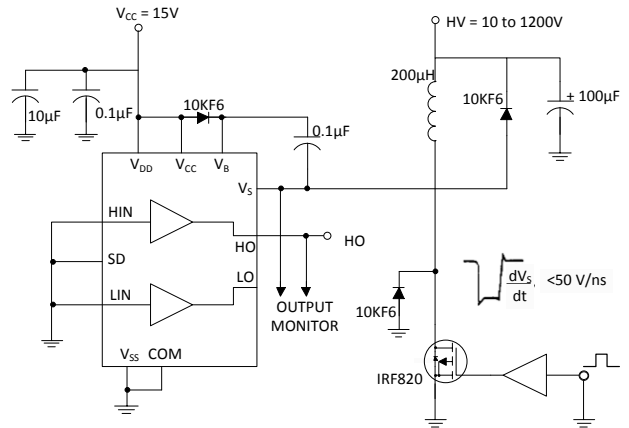 VCC = 15V
HV = 10 to 1200V
200µH
10µF
0.1µF
10KF6
0.1µF
10KF6
+ 100µF
VDD
VCC
VB
VS
HIN
HO
HO
SD
LO
LIN
OUTPUT
MONITOR
10KF6
dVS
dt
, <50 V/ns
VSS
COM
IRF820